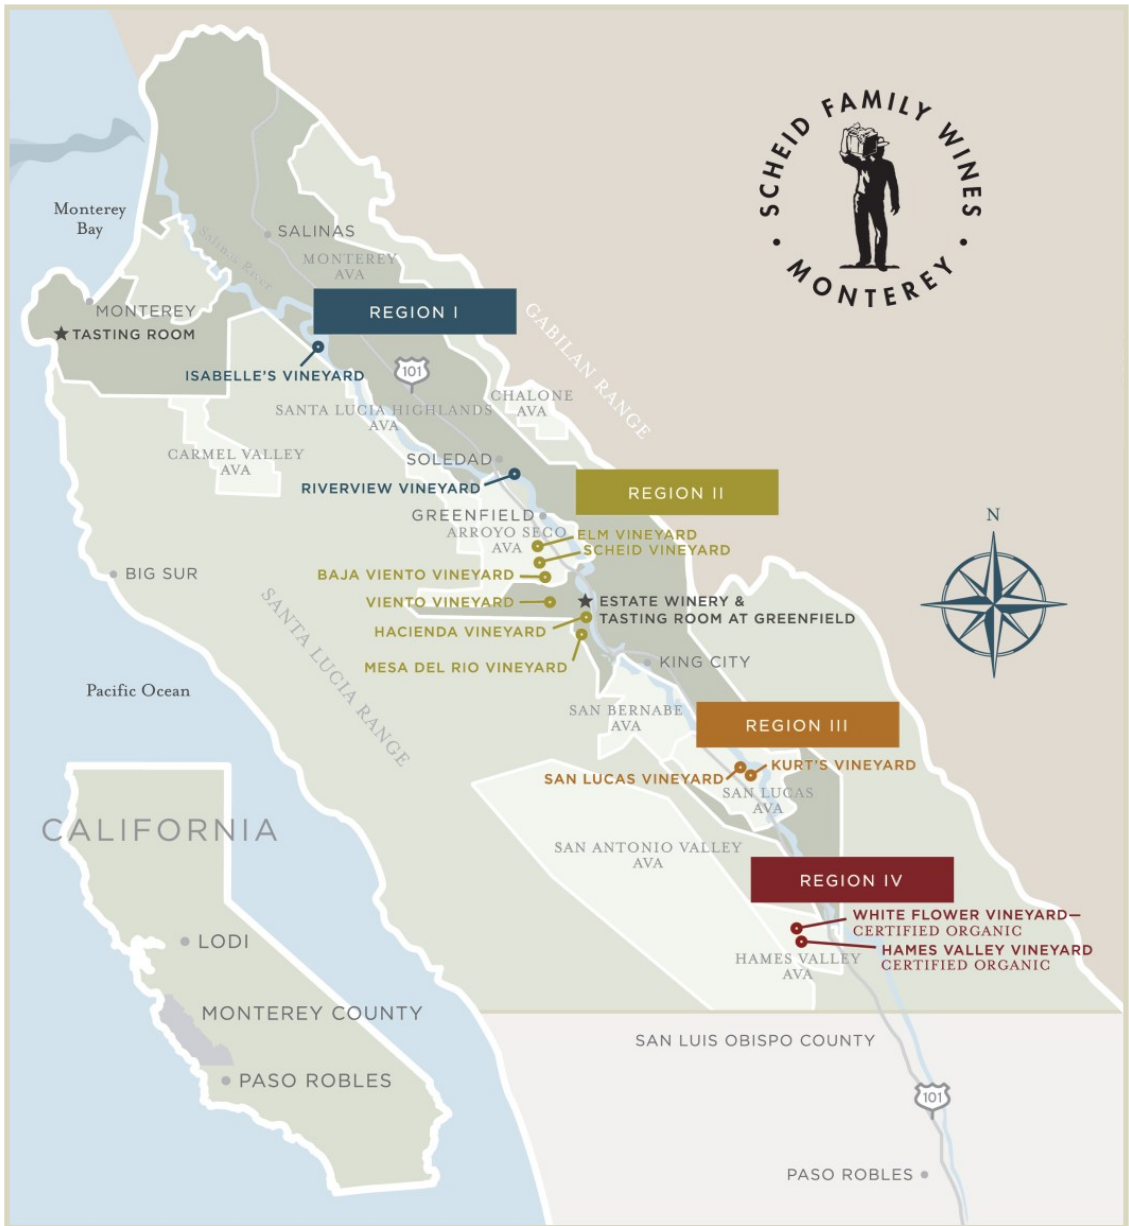 SCHEID FAMILY WINES
• MONTEREY •
Monterey
Bay
SALINAS
Salinas River
MONTEREY
AVA
MONTEREY
TASTING ROOM
REGION I
ISABELLE'S VINEYARD
101
GABILAN RANGE
SANTA LUCIA HIGHLANDS
AVA
CHALONE
AVA
CARMEL VALLEY
AVA
SOLEDAD
RIVERVIEW VINEYARD
REGION II
GREENFIELD
ARROYO SECO
AVA
ELM VINEYARD
SCHEID VINEYARD
BIG SUR
BAJA VIENTO VINEYARD
VIENTO VINEYARD
ESTATE WINERY &
TASTING ROOM AT GREENFIELD
HACIENDA VINEYARD
MESA DEL RIO VINEYARD
KING CITY
N
SANTA LUCIA RANGE
Pacific Ocean
SAN BERNABE
AVA
REGION III
SAN LUCAS VINEYARD
KURT'S VINEYARD
SAN LUCAS
AVA
SAN ANTONIO VALLEY
AVA
REGION IV
WHITE FLOWER VINEYARD—
CERTIFIED ORGANIC
HAMES VALLEY VINEYARD
CERTIFIED ORGANIC
HAMES VALLEY
AVA
CALIFORNIA
LODI
MONTEREY COUNTY
PASO ROBLES
SAN LUIS OBISPO COUNTY
101
PASO ROBLES